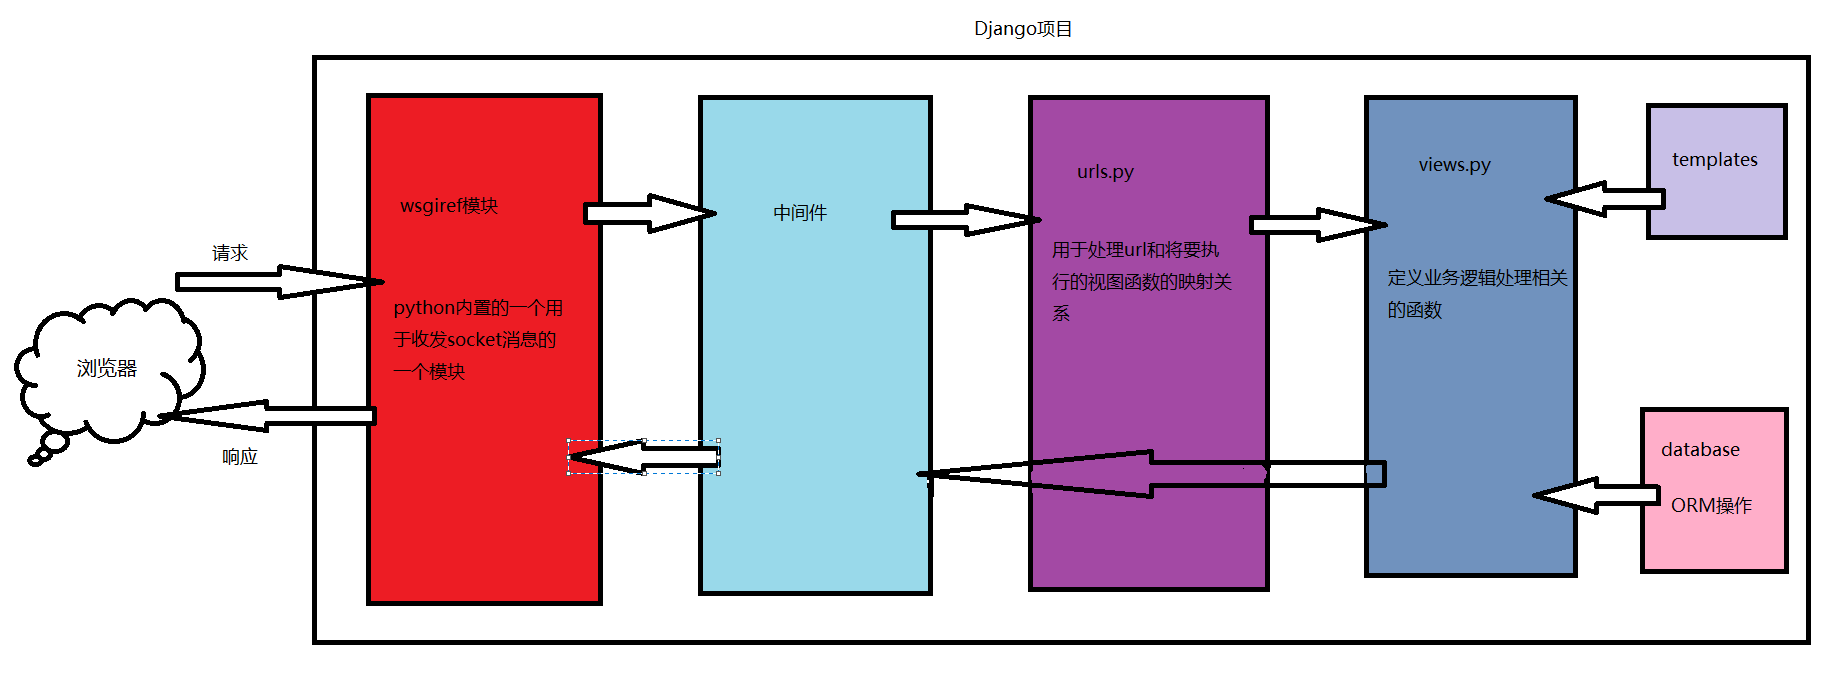 Django项目
请求
浏览器
响应
wsgiref模块
python内置的一个用
于收发socket消息的
一个模块
中间件
urls.py
用于处理url和将要执
行的视图函数的映射关
系
views.py
定义业务逻辑处理相关
的函数
templates
database
ORM操作